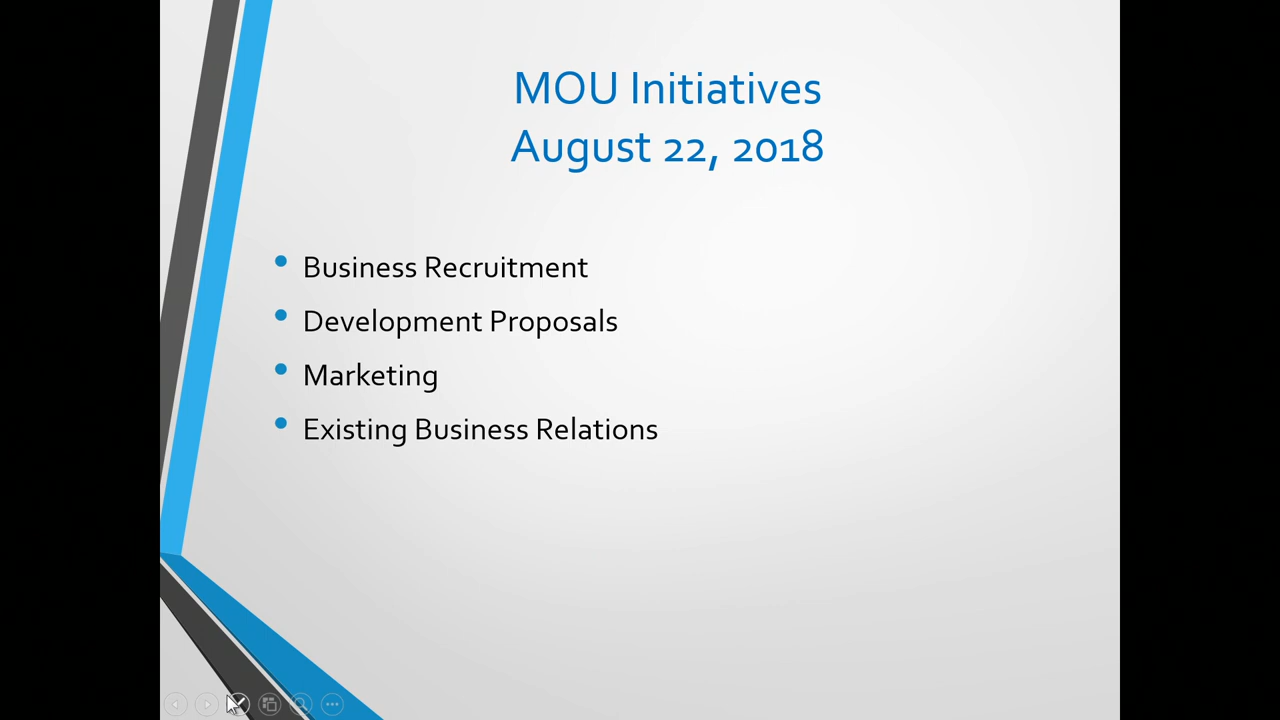 MOU Initiatives
August 22, 2018
Business Recruitment
Development Proposals
Marketing
Existing Business Relations